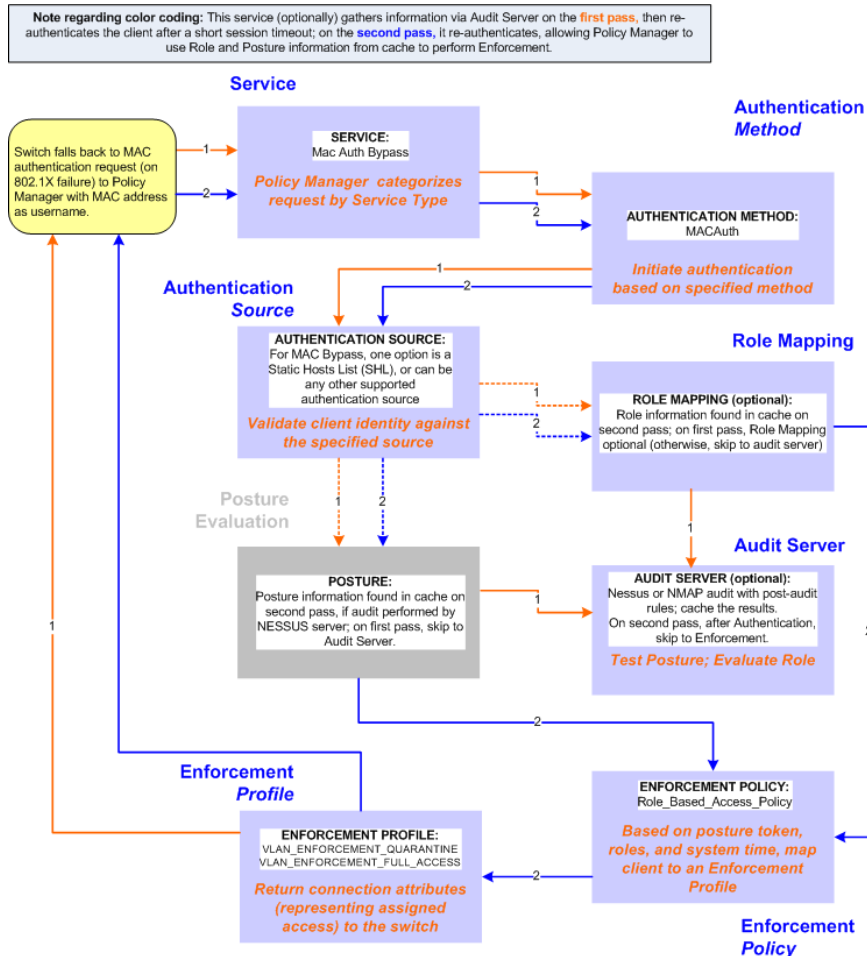 Note regarding color coding: This service (optionally) gathers information via Audit Server on the first pass, then re-
authenticates the client after a short session timeout; on the second pass, it re-authenticates, allowing Policy Manager to
use Role and Posture information from cache to perform Enforcement.
Service
Authentication
Method
Switch falls back to MAC
authentication request (on
802.1X failure) to Policy
Manager with MAC address
as username.
1
2
SERVICE:
Mac Auth Bypass
Policy Manager categorizes
request by Service Type
1
2
AUTHENTICATION METHOD:
MACAuth
Initiate authentication
based on specified method
1
2
Authentication
Source
AUTHENTICATION SOURCE:
For MAC Bypass, one option is a
Static Hosts List (SHL), or can be
any other supported
authentication source
Validate client identity against
the specified source
1
2
Role Mapping
ROLE MAPPING (optional):
Role information found in cache on
second pass; on first pass, Role Mapping
optional (otherwise, skip to audit server)
1
2
Posture
Evaluation
1
Audit Server
POSTURE:
Posture information found in cache on
second pass, if audit performed by
NESSUS server; on first pass, skip to
Audit Server.
1
AUDIT SERVER (optional):
Nessus or NMAP audit with post-audit
rules; cache the results.
On second pass, after Authentication,
skip to Enforcement.
Test Posture; Evaluate Role
1
2
2
Enforcement
Profile
ENFORCEMENT POLICY:
Role_Based_Access_Policy
Based on posture token,
roles, and system time, map
client to an Enforcement
Profile
ENFORCEMENT PROFILE:
VLAN_ENFORCEMENT_QUARANTINE
VLAN_ENFORCEMENT_FULL_ACCESS
Return connection attributes
(representing assigned
access) to the switch
2
Enforcement
Policy